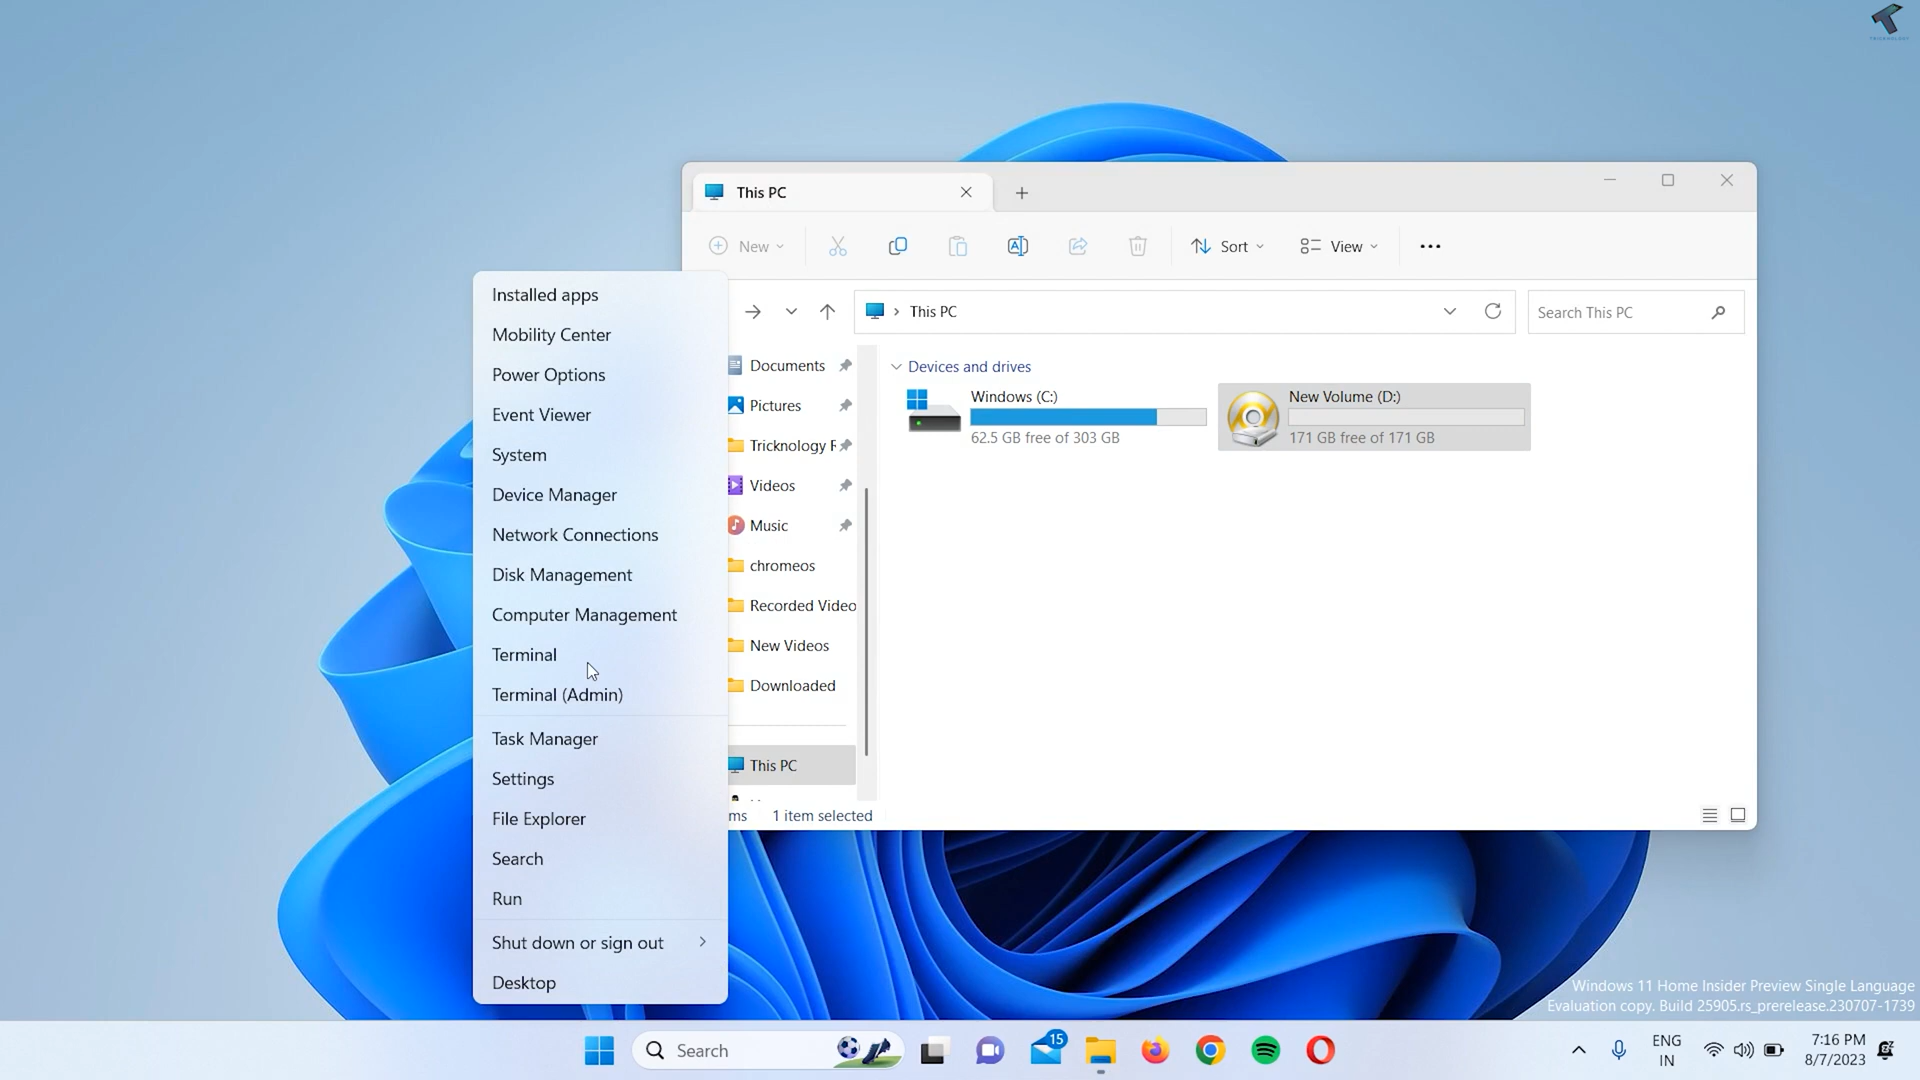 This PC
New
Sort
View
Installed apps
Mobility Center
Power Options
Event Viewer
System
Device Manager
Network Connections
Disk Management
Computer Management
Terminal
Terminal (Admin)
Task Manager
Settings
File Explorer
Search
Run
Shut down or sign out
Desktop
This PC
Search This PC
Documents
Pictures
Tricknology F
Videos
Music
chromeos
Recorded Video
New Videos
Downloaded
This PC
Devices and drives
Windows (C:)
62.5 GB free of 303 GB
New Volume (D:)
171 GB free of 171 GB
ms 1 item selected
Windows 11 Home Insider Preview Single Language
Evaluation copy. Build 25905.rs_prerelease.230707-1739
Search
15
ENG
IN
7:16 PM
8/7/2023